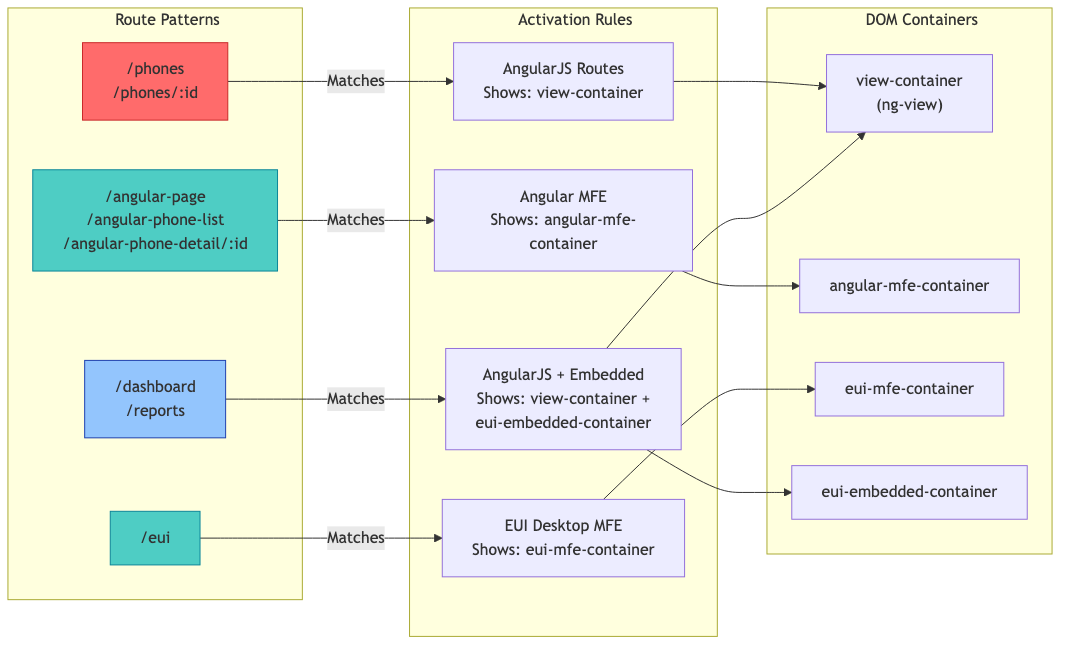 Route Patterns
/phones
/phones/:id
/angular-page
/angular-phone-list
/angular-phone-detail/:id
/dashboard
/reports
/eui
Matches
Matches
Matches
Matches
Activation Rules
AngularJS Routes
Shows: view-container
Angular MFE
Shows: angular-mfe-
container
AngularJS + Embedded
Shows: view-container +
eui-embedded-container
EUI Desktop MFE
Shows: eui-mfe-container
DOM Containers
view-container
(ng-view)
angular-mfe-container
eui-mfe-container
eui-embedded-container